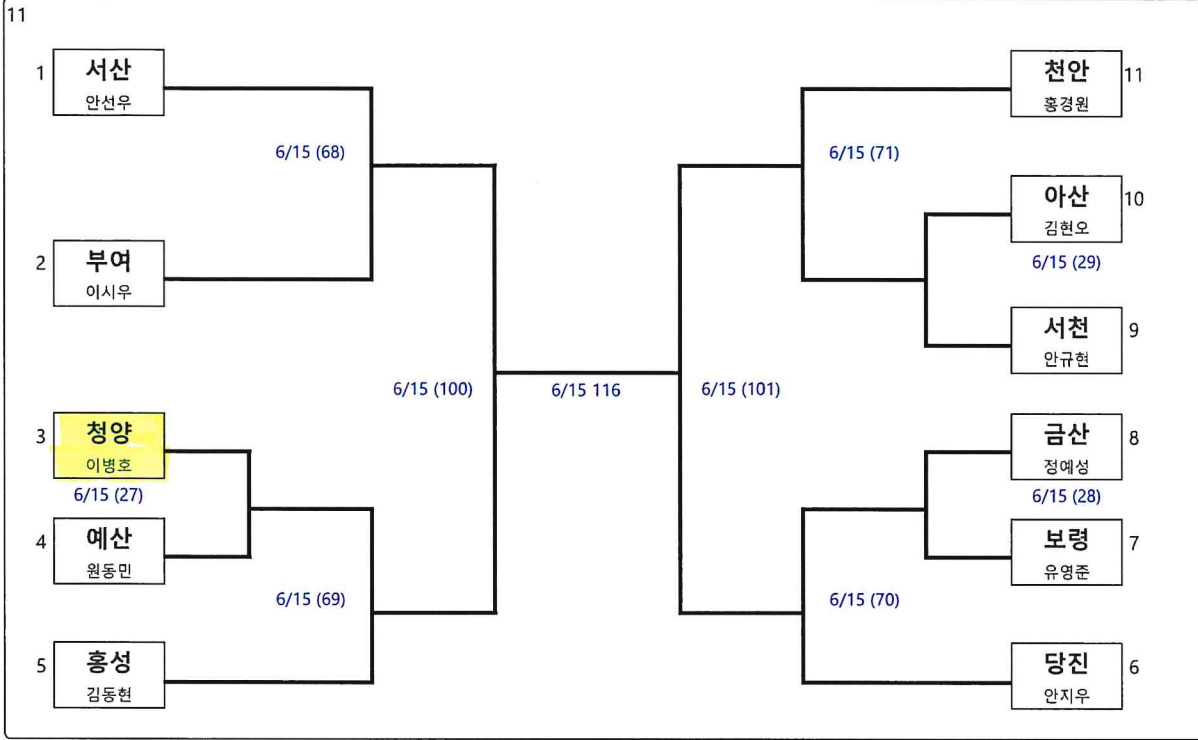 11
1
서산
안선우
6/15 (68)
2
부여
이시우
3
청양
이병호
6/15 (27)
4
예산
원동민
6/15 (69)
5
홍성
김동현
6/15 (100)
6/15 116
6/15 (101)
천안
홍경원
11
6/15 (71)
아산
김현오
10
6/15 (29)
서천
안규현
9
금산
정예성
8
6/15 (28)
보령
유영준
7
6/15 (70)
당진
안지우
6